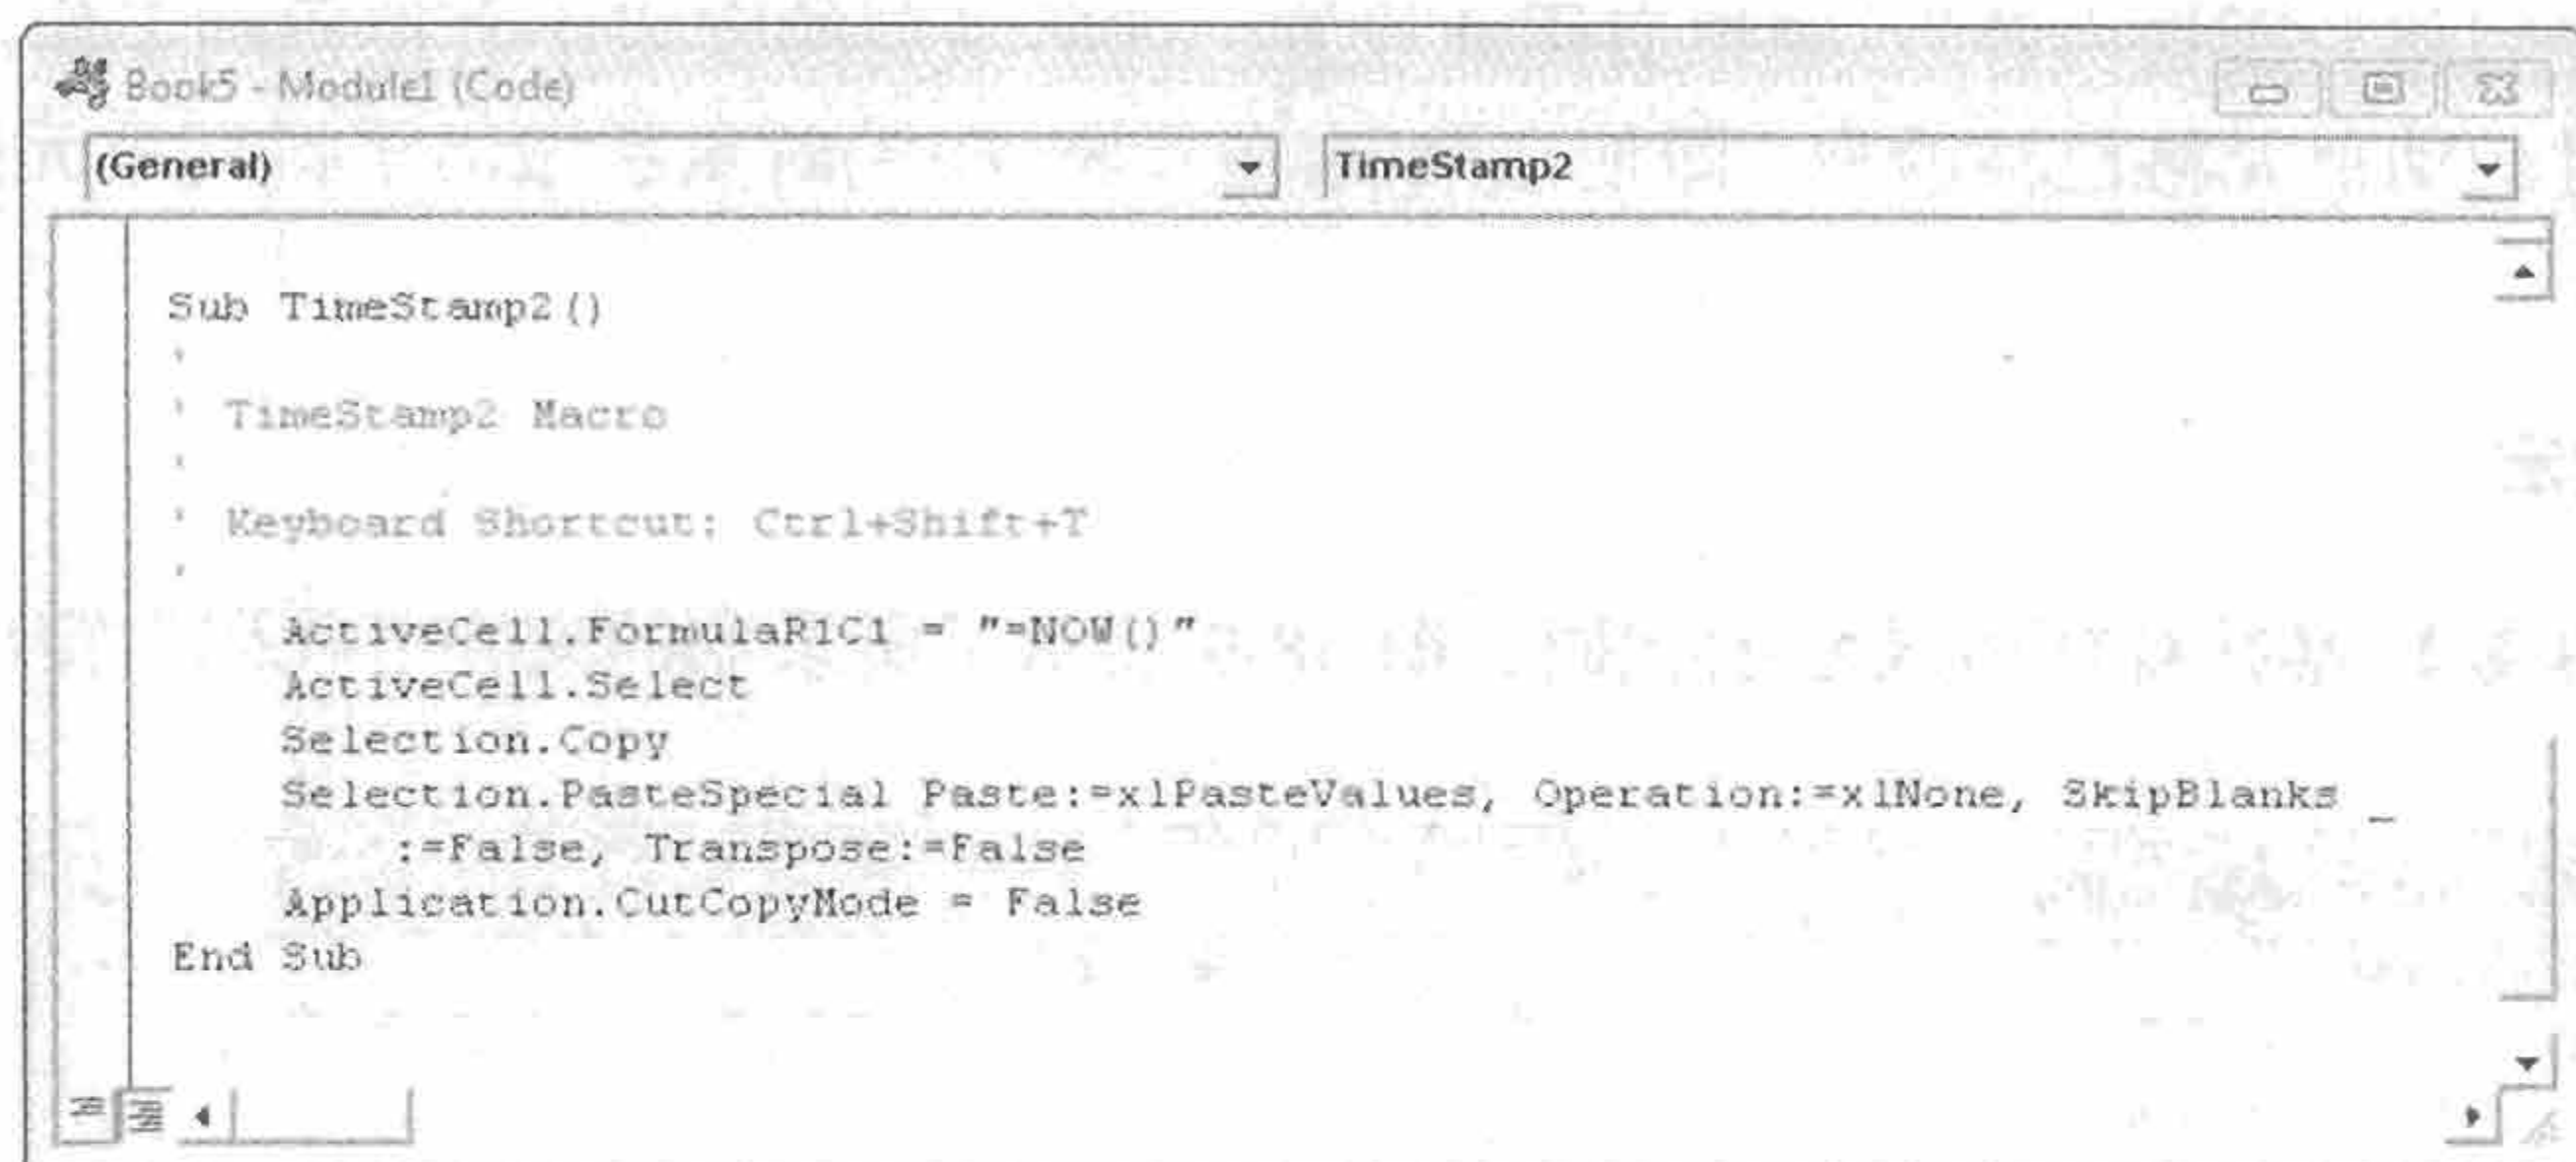 Book5 - Module1 (Code)
(General) TimeStamp2
Sub TimeStamp2()
'
' TimeStamp2 Macro
'
' Keyboard Shortcut: Ctrl+Shift+T
'
    ActiveCell.FormulaR1C1 = "=NOW()"
    ActiveCell.Select
    Selection.Copy
    Selection.PasteSpecial Paste:=xlPasteValues, Operation:=xlNone, SkipBlanks _
        :=False, Transpose:=False
    Application.CutCopyMode = False
End Sub